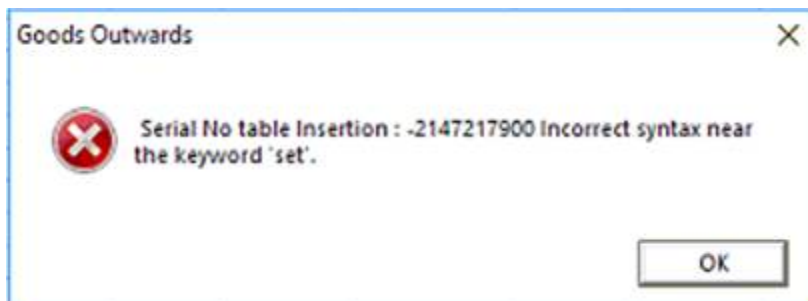 Goods Outwards
Serial No table Insertion : -2147217900 Incorrect syntax near
the keyword 'set'.
OK